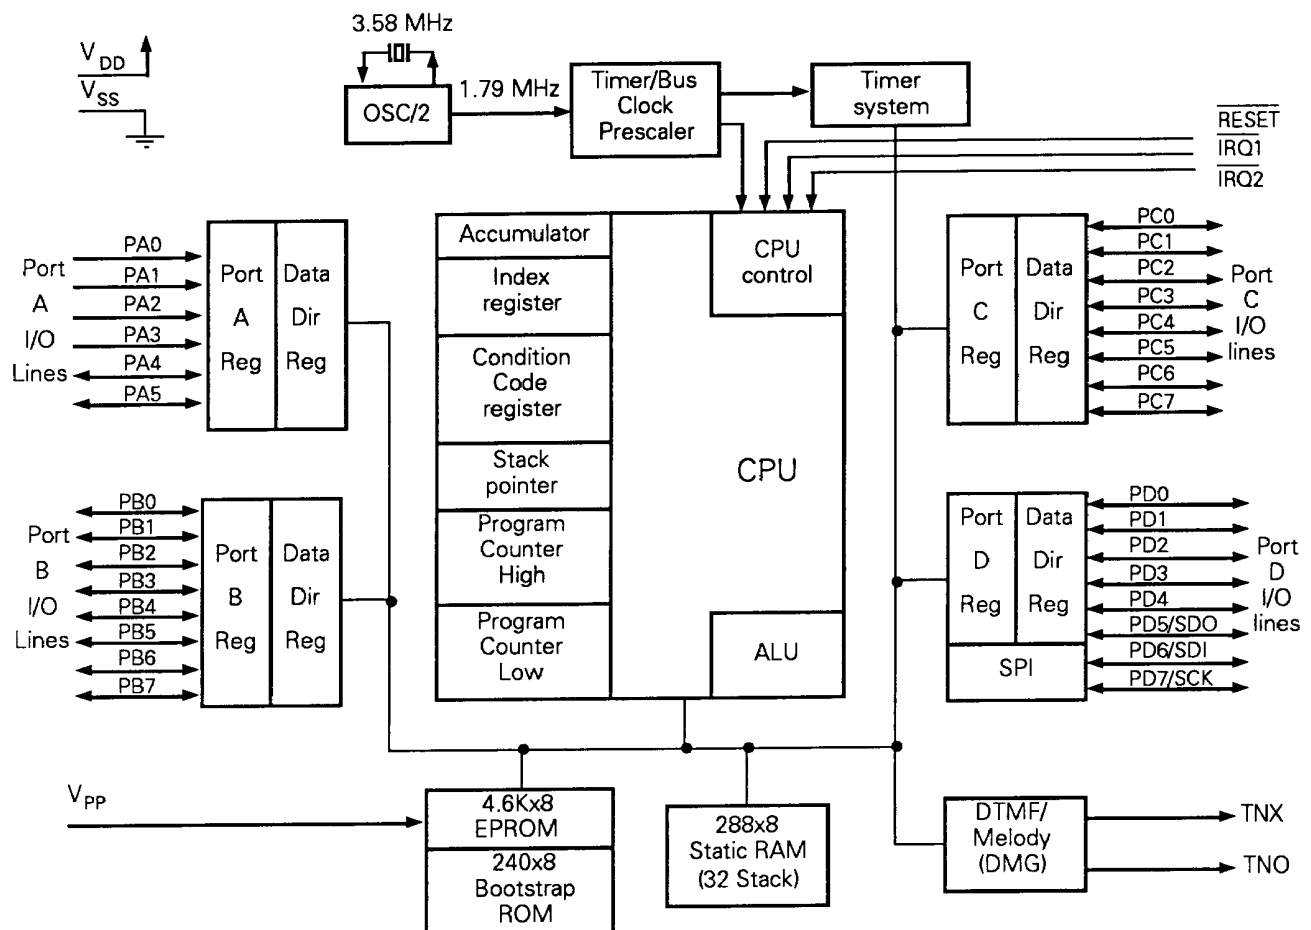 3.58 MHz
V DD
V SS
OSC/2
1.79 MHz
Timer/Bus
Clock
Prescaler
Timer
system
RESET
IRQ1
IRQ2
Port
A
I/O
Lines
PA0
PA1
PA2
PA3
PA4
PA5
Port
A
Reg
Data
Dir
Reg
Port
B
I/O
Lines
PB0
PB1
PB2
PB3
PB4
PB5
PB6
PB7
Port
B
Reg
Data
Dir
Reg
Accumulator
Index
register
Condition
Code
register
Stack
pointer
Program
Counter
High
Program
Counter
Low
CPU
control
CPU
ALU
Port
C
Reg
Data
Dir
Reg
PC0
PC1
PC2
PC3
PC4
PC5
PC6
PC7
Port
C
I/O
lines
Port
D
Reg
Data
Dir
Reg
SPI
PD0
PD1
PD2
PD3
PD4
PD5/SDO
PD6/SDI
PD7/SCK
Port
D
I/O
lines
V PP
4.6Kx8
EPROM
240x8
Bootstrap
ROM
288x8
Static RAM
(32 Stack)
DTMF/
Melody
(DMG)
TNX
TNO